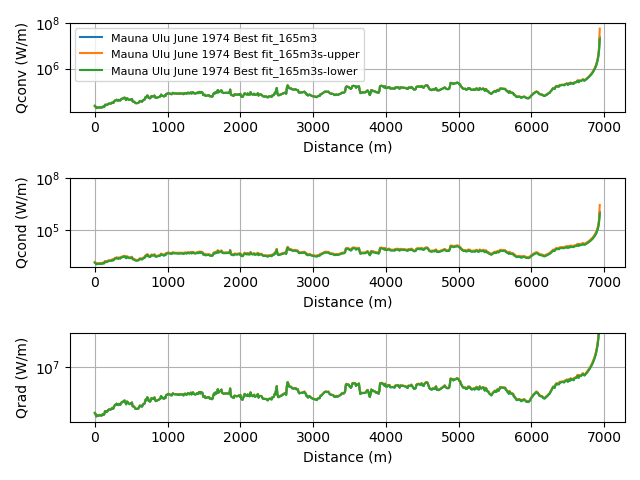 10^8
10^6
Qconv (W/m)
Mauna Ulu June 1974 Best fit_165m3
Mauna Ulu June 1974 Best fit_165m3s-upper
Mauna Ulu June 1974 Best fit_165m3s-lower
0 1000 2000 3000 4000 5000 6000 7000
Distance (m)
10^8
10^5
Qcond (W/m)
0 1000 2000 3000 4000 5000 6000 7000
Distance (m)
10^7
Qrad (W/m)
0 1000 2000 3000 4000 5000 6000 7000
Distance (m)